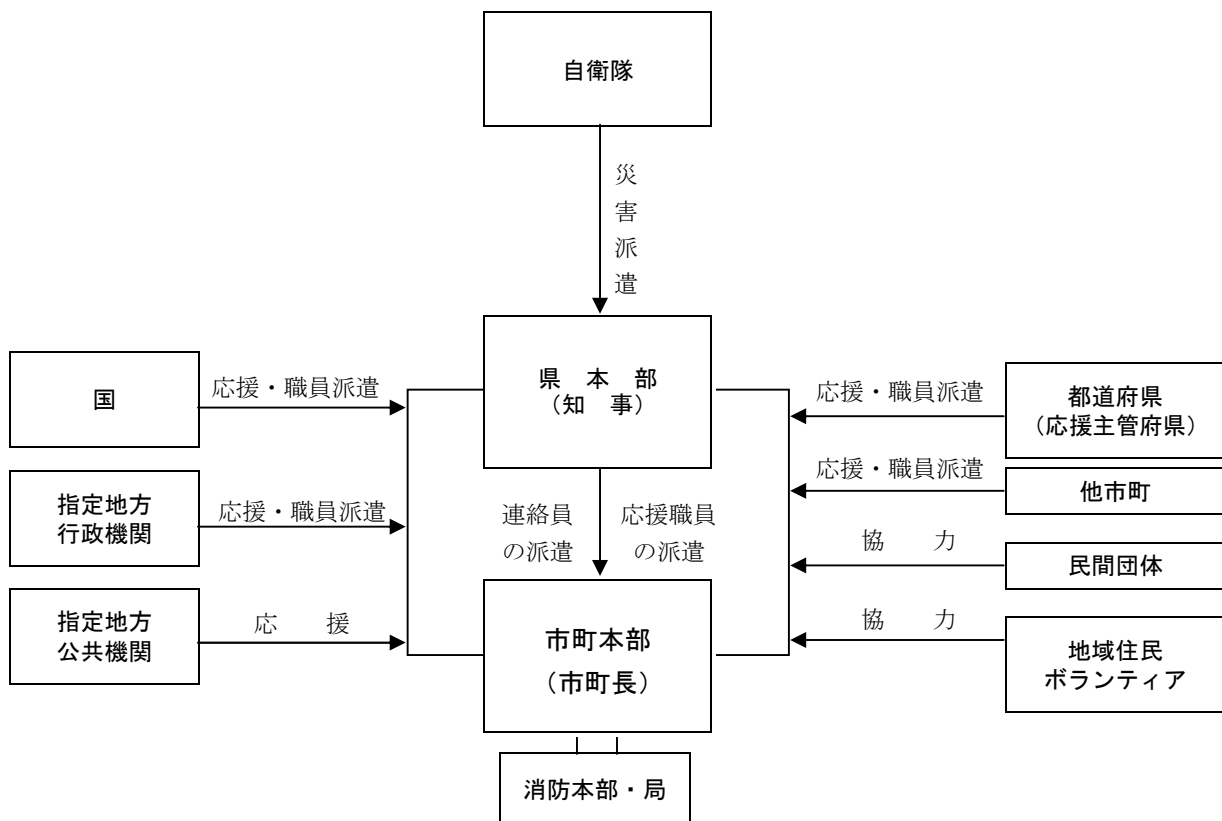 自衛隊
災
害
派
遣
県 本 部
（知 事）
国
応援・職員派遣
指定地方
行政機関
応援・職員派遣
指定地方
公共機関
応 援
連絡員
の派遣
応援職員
の派遣
応援・職員派遣
都道府県
（応援主管府県）
応援・職員派遣
他市町
協 力
民間団体
協 力
地域住民
ボランティア
市町本部
（市町長）
消防本部・局